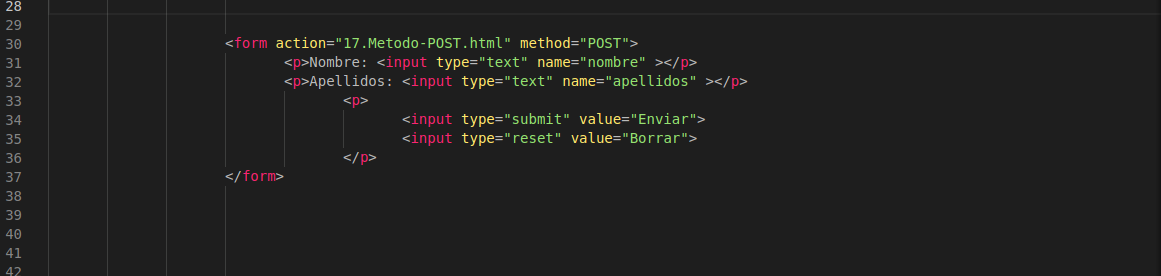 28
29
30 <form action="17.Metodo-POST.html" method="POST">
31 <p>Nombre: <input type="text" name="nombre" ></p>
32 <p>Apellidos: <input type="text" name="apellidos" ></p>
33 <p>
34 <input type="submit" value="Enviar">
35 <input type="reset" value="Borrar">
36 </p>
37 </form>
38
39
40
41
42